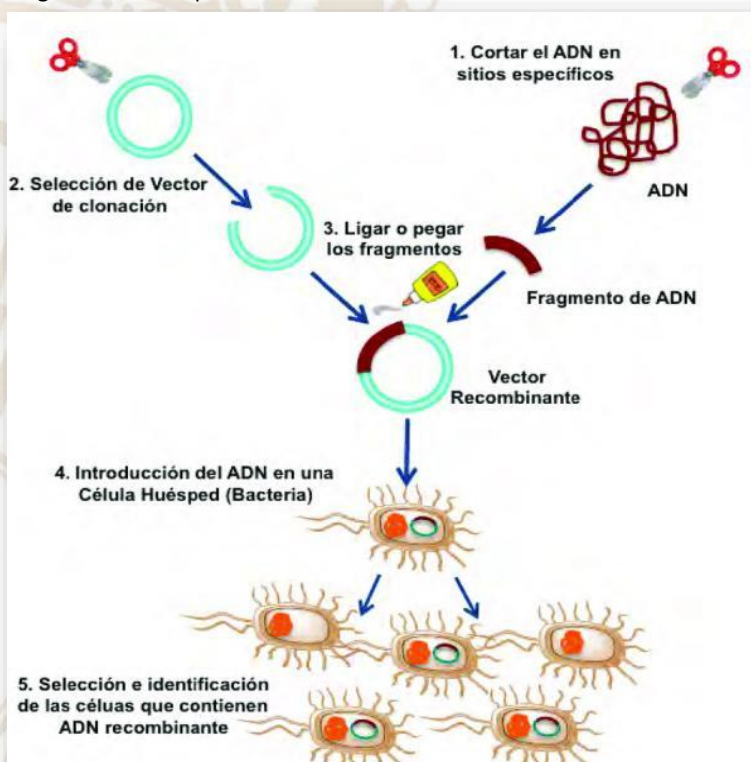 1. Cortar el ADN en
sitios específicos
ADN
2. Selección de Vector
de clonación
3. Ligar o pegar
los fragmentos
Fragmento de ADN
Vector
Recombinante
4. Introducción del ADN en una
Célula Huésped (Bacteria)
5. Selección e identificación
de las céluas que contienen
ADN recombinante